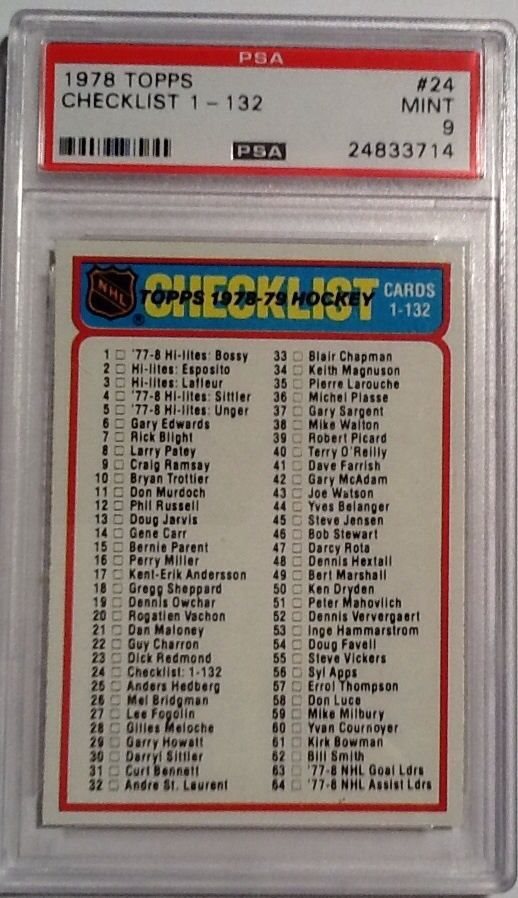 PSA
1978 TOPPS #24
CHECKLIST 1 - 132 MINT
9
PSA 24833714
NHL
CHECKLIST
TOPPS 1978-79 HOCKEY
CARDS
1-132
®
1 '77-8 Hi-lites: Bossy
2 Hi-lites: Esposito
3 Hi-lites: Lafleur
4 '77-8 Hi-lites: Sittler
5 '77-8 Hi-lites: Unger
6 Gary Edwards
7 Rick Blight
8 Larry Patey
9 Craig Ramsay
10 Bryan Trottier
11 Don Murdoch
12 Phil Russell
13 Doug Jarvis
14 Gene Carr
15 Bernie Parent
16 Perry Miller
17 Kent-Erik Andersson
18 Gregg Sheppard
19 Dennis Owchar
20 Rogatien Vachon
21 Dan Maloney
22 Guy Charron
23 Dick Redmond
24 Checklist: 1-132
25 Anders Hedberg
26 Mel Bridgman
27 Lee Fogolin
28 Gilles Meloche
29 Garry Howatt
30 Darryl Sittler
31 Curt Bennett
32 Andre St. Laurent
33 Blair Chapman
34 Keith Magnuson
35 Pierre Larouche
36 Michel Plasse
37 Gary Sargent
38 Mike Walton
39 Robert Picard
40 Terry O'Reilly
41 Dave Farrish
42 Gary McAdam
43 Joe Watson
44 Yves Belanger
45 Steve Jensen
46 Bob Stewart
47 Darcy Rota
48 Dennis Hextall
49 Bert Marshall
50 Ken Dryden
51 Peter Mahovlich
52 Dennis Ververgaert
53 Inge Hammarstrom
54 Doug Favell
55 Steve Vickers
56 Syl Apps
57 Errol Thompson
58 Don Luce
59 Mike Milbury
60 Yvan Cournoyer
61 Kirk Bowman
62 Bill Smith
63 '77-8 NHL Goal Ldrs
64 '77-8 NHL Assist Ldrs